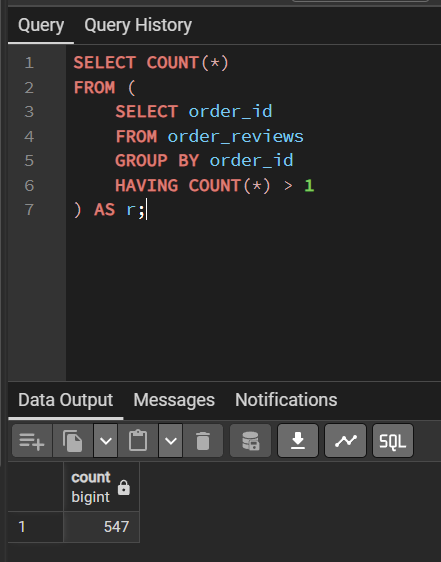 Query Query History
1 SELECT COUNT(*)
2 FROM (
3 SELECT order_id
4 FROM order_reviews
5 GROUP BY order_id
6 HAVING COUNT(*) > 1
7 ) AS r;
Data Output Messages Notifications
SQL
count
bigint
1 547